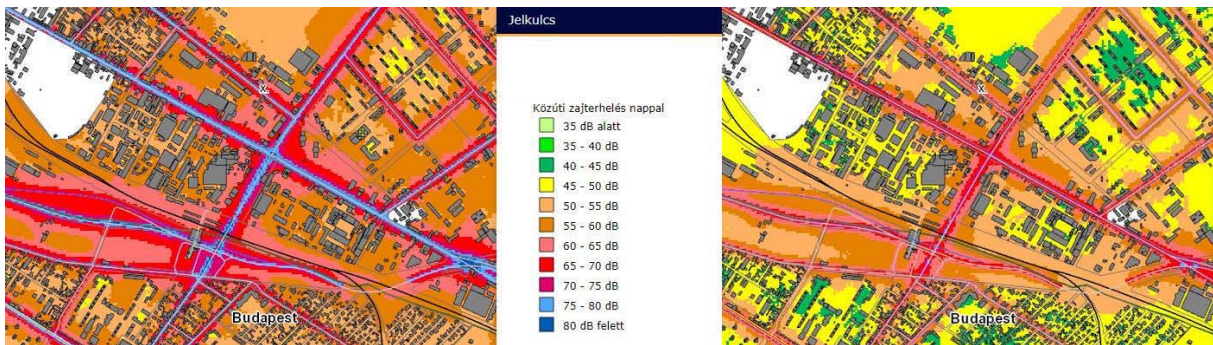 X.
Budapest
Jelkulcs
Közúti zajterhelés nappal
35 dB alatt
35 - 40 dB
40 - 45 dB
45 - 50 dB
50 - 55 dB
55 - 60 dB
60 - 65 dB
65 - 70 dB
70 - 75 dB
75 - 80 dB
80 dB felett
X.
Budapest